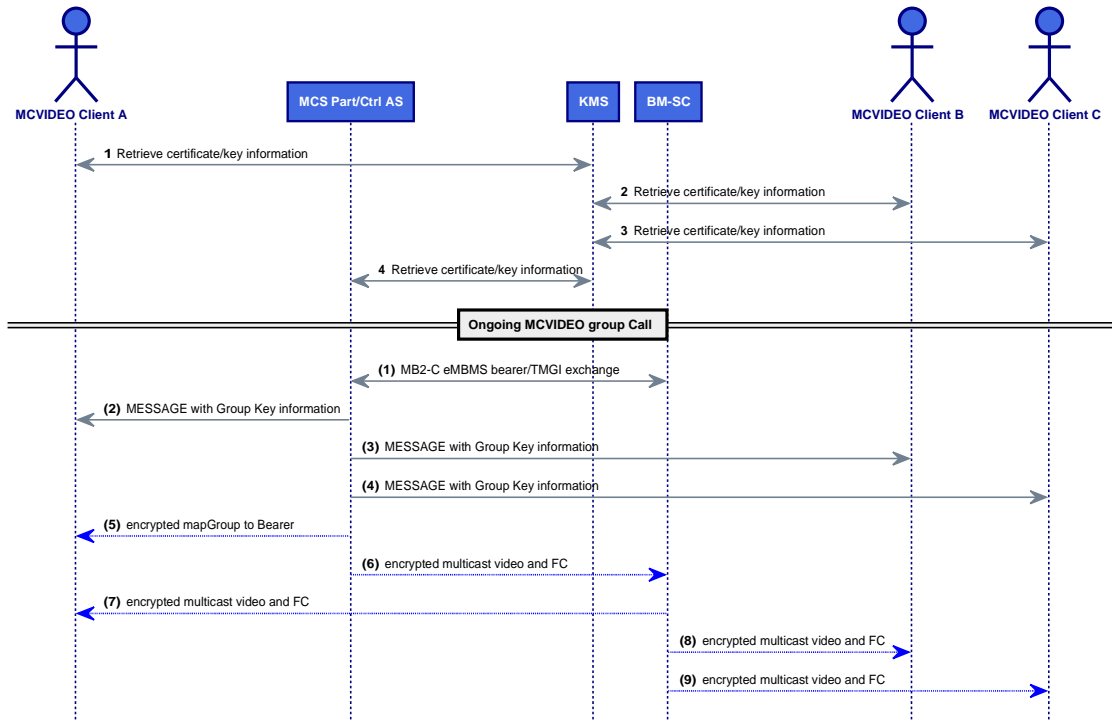 MCVIDEO Client A
MCS Part/Ctrl AS
KMS
BM-SC
MCVIDEO Client B
MCVIDEO Client C
1 Retrieve certificate/key information
2 Retrieve certificate/key information
3 Retrieve certificate/key information
4 Retrieve certificate/key information
Ongoing MCVIDEO group Call
(1) MB2-C eMBMS bearer/TMGI exchange
(2) MESSAGE with Group Key information
(3) MESSAGE with Group Key information
(4) MESSAGE with Group Key information
(5) encrypted mapGroup to Bearer
(6) encrypted multicast video and FC
(7) encrypted multicast video and FC
(8) encrypted multicast video and FC
(9) encrypted multicast video and FC